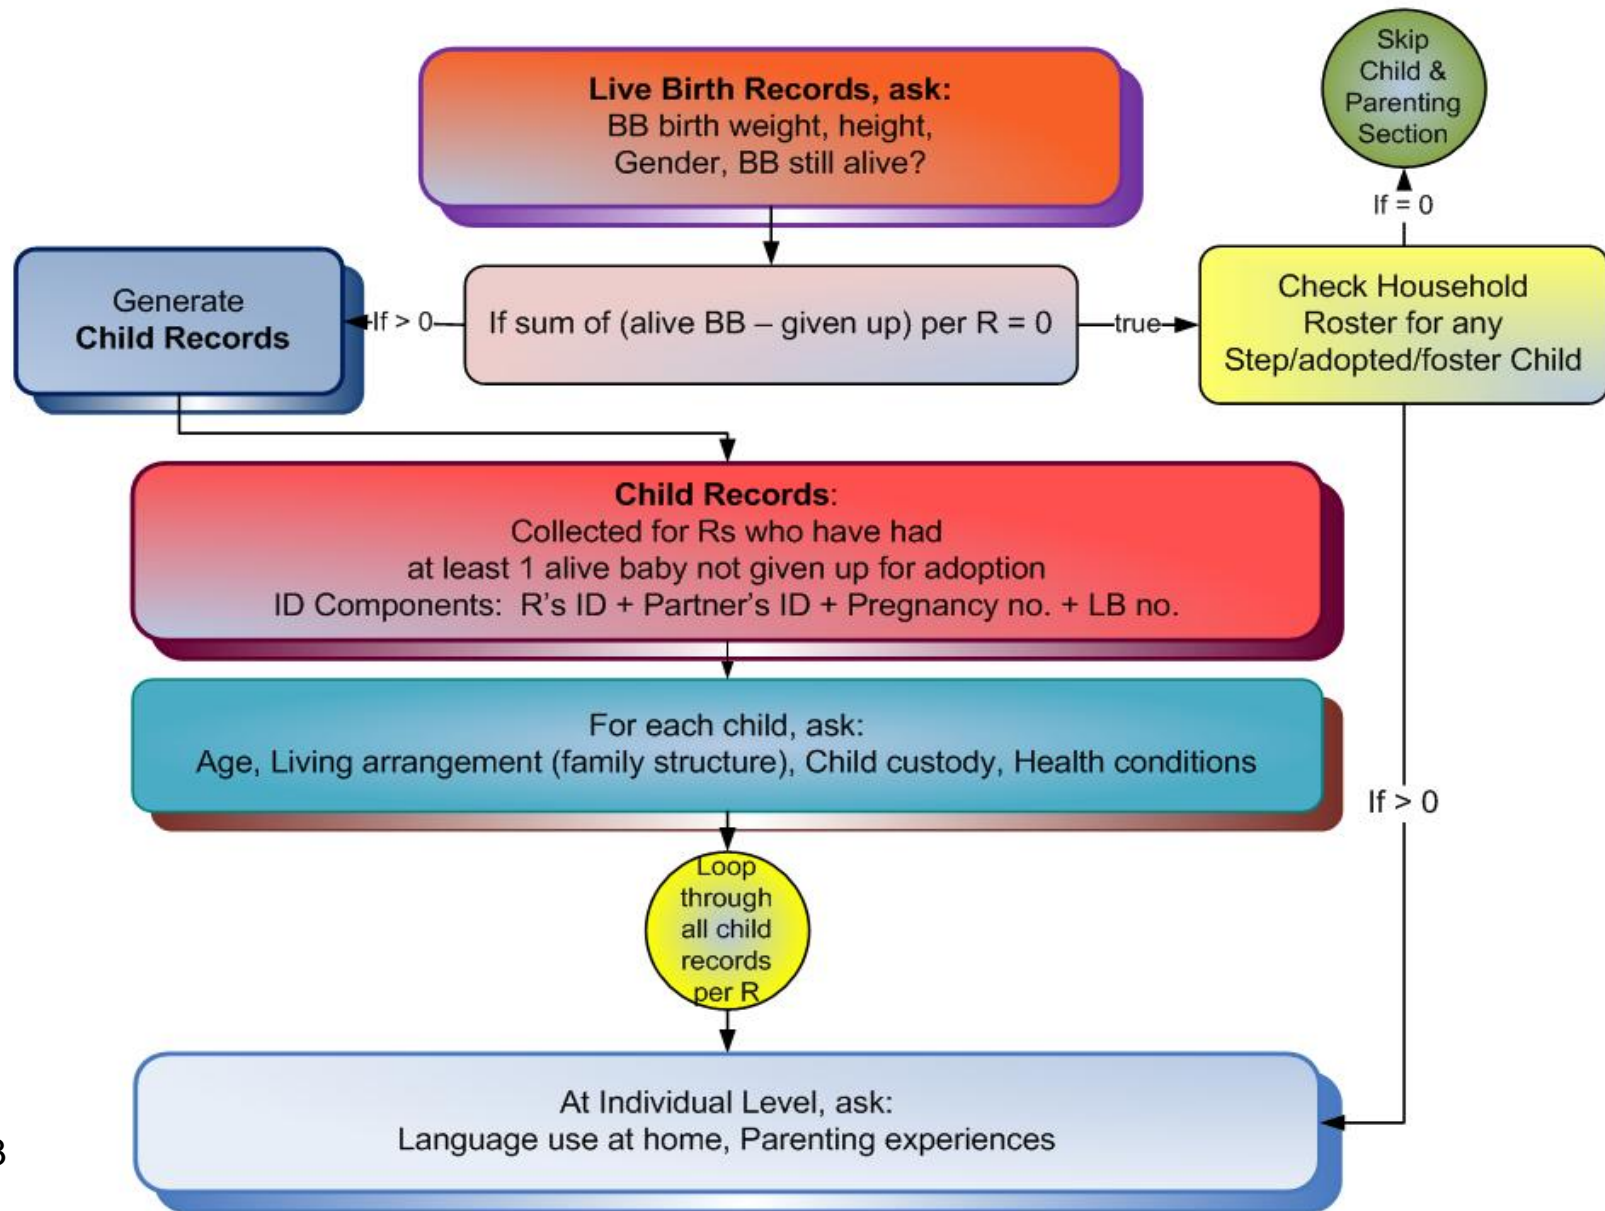 Skip
Child &
Parenting
Section
If = 0
Live Birth Records, ask:
BB birth weight, height,
Gender, BB still alive?
Generate
Child Records
If > 0
If sum of (alive BB – given up) per R = 0
true
Check Household
Roster for any
Step/adopted/foster Child
Child Records:
Collected for Rs who have had
at least 1 alive baby not given up for adoption
ID Components: R's ID + Partner's ID + Pregnancy no. + LB no.
For each child, ask:
Age, Living arrangement (family structure), Child custody, Health conditions
If > 0
Loop
through
all child
records
per R
At Individual Level, ask:
Language use at home, Parenting experiences